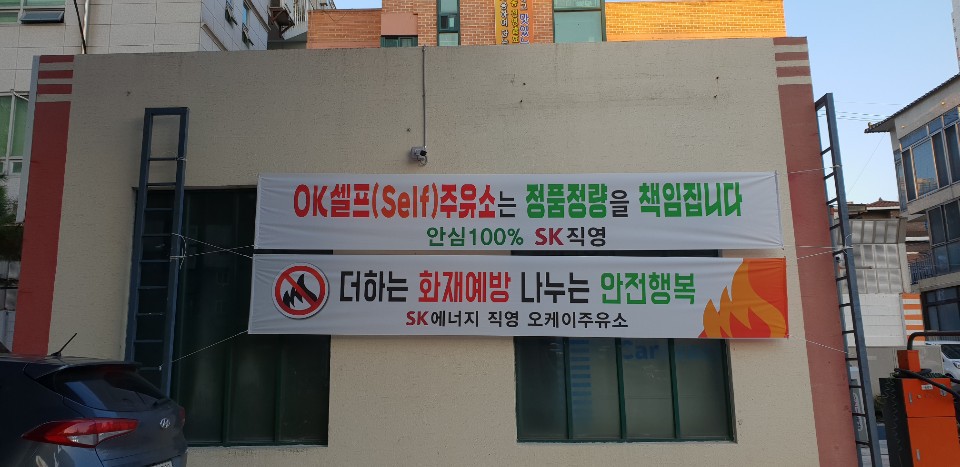 OK셀프(Self)주유소는 정품정량을 책임집니다
안심100% SK직영
더하는 화재예방 나누는 안전행복
SK에너지 직영 오케이주유소
Car